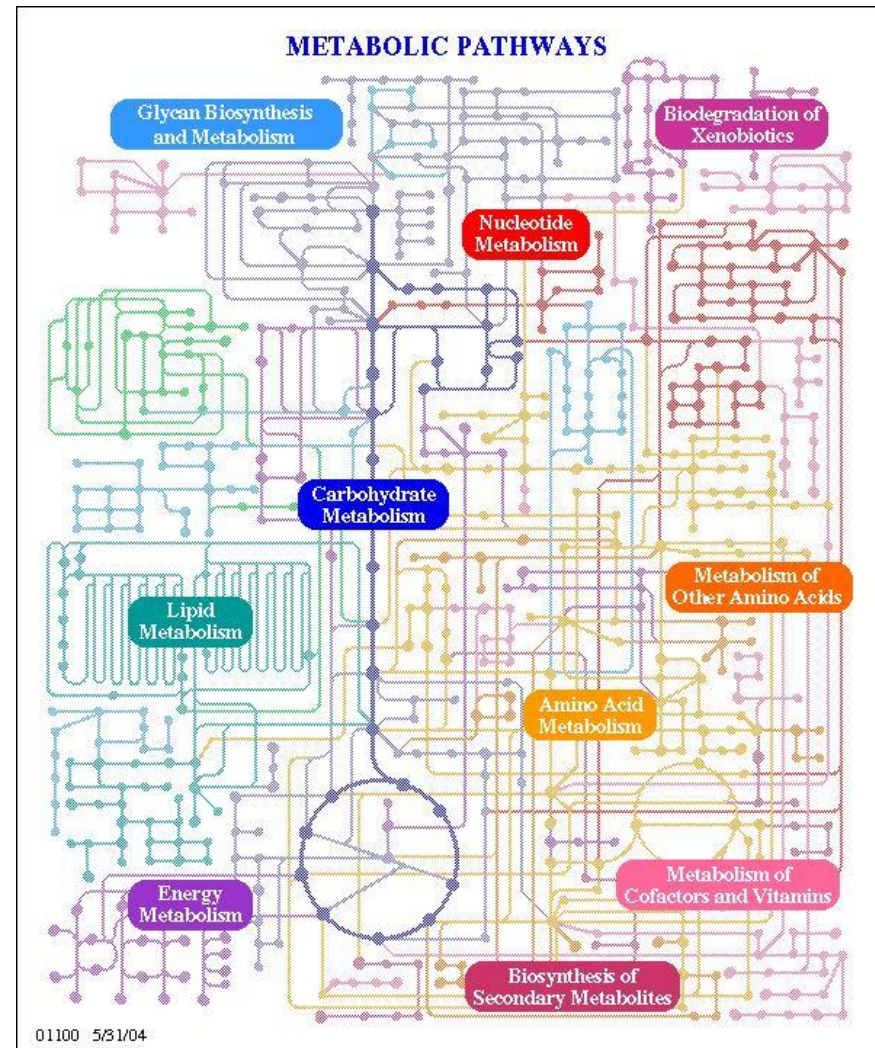 METABOLIC PATHWAYS
Glycan Biosynthesis
and Metabolism
Biodegradation of
Xenobiotics
Nucleotide
Metabolism
Carbohydrate
Metabolism
Metabolism of
Other Amino Acids
Lipid
Metabolism
Amino Acid
Metabolism
Metabolism of
Cofactors and Vitamins
Energy
Metabolism
Biosynthesis of
Secondary Metabolites
01100 5/31/04